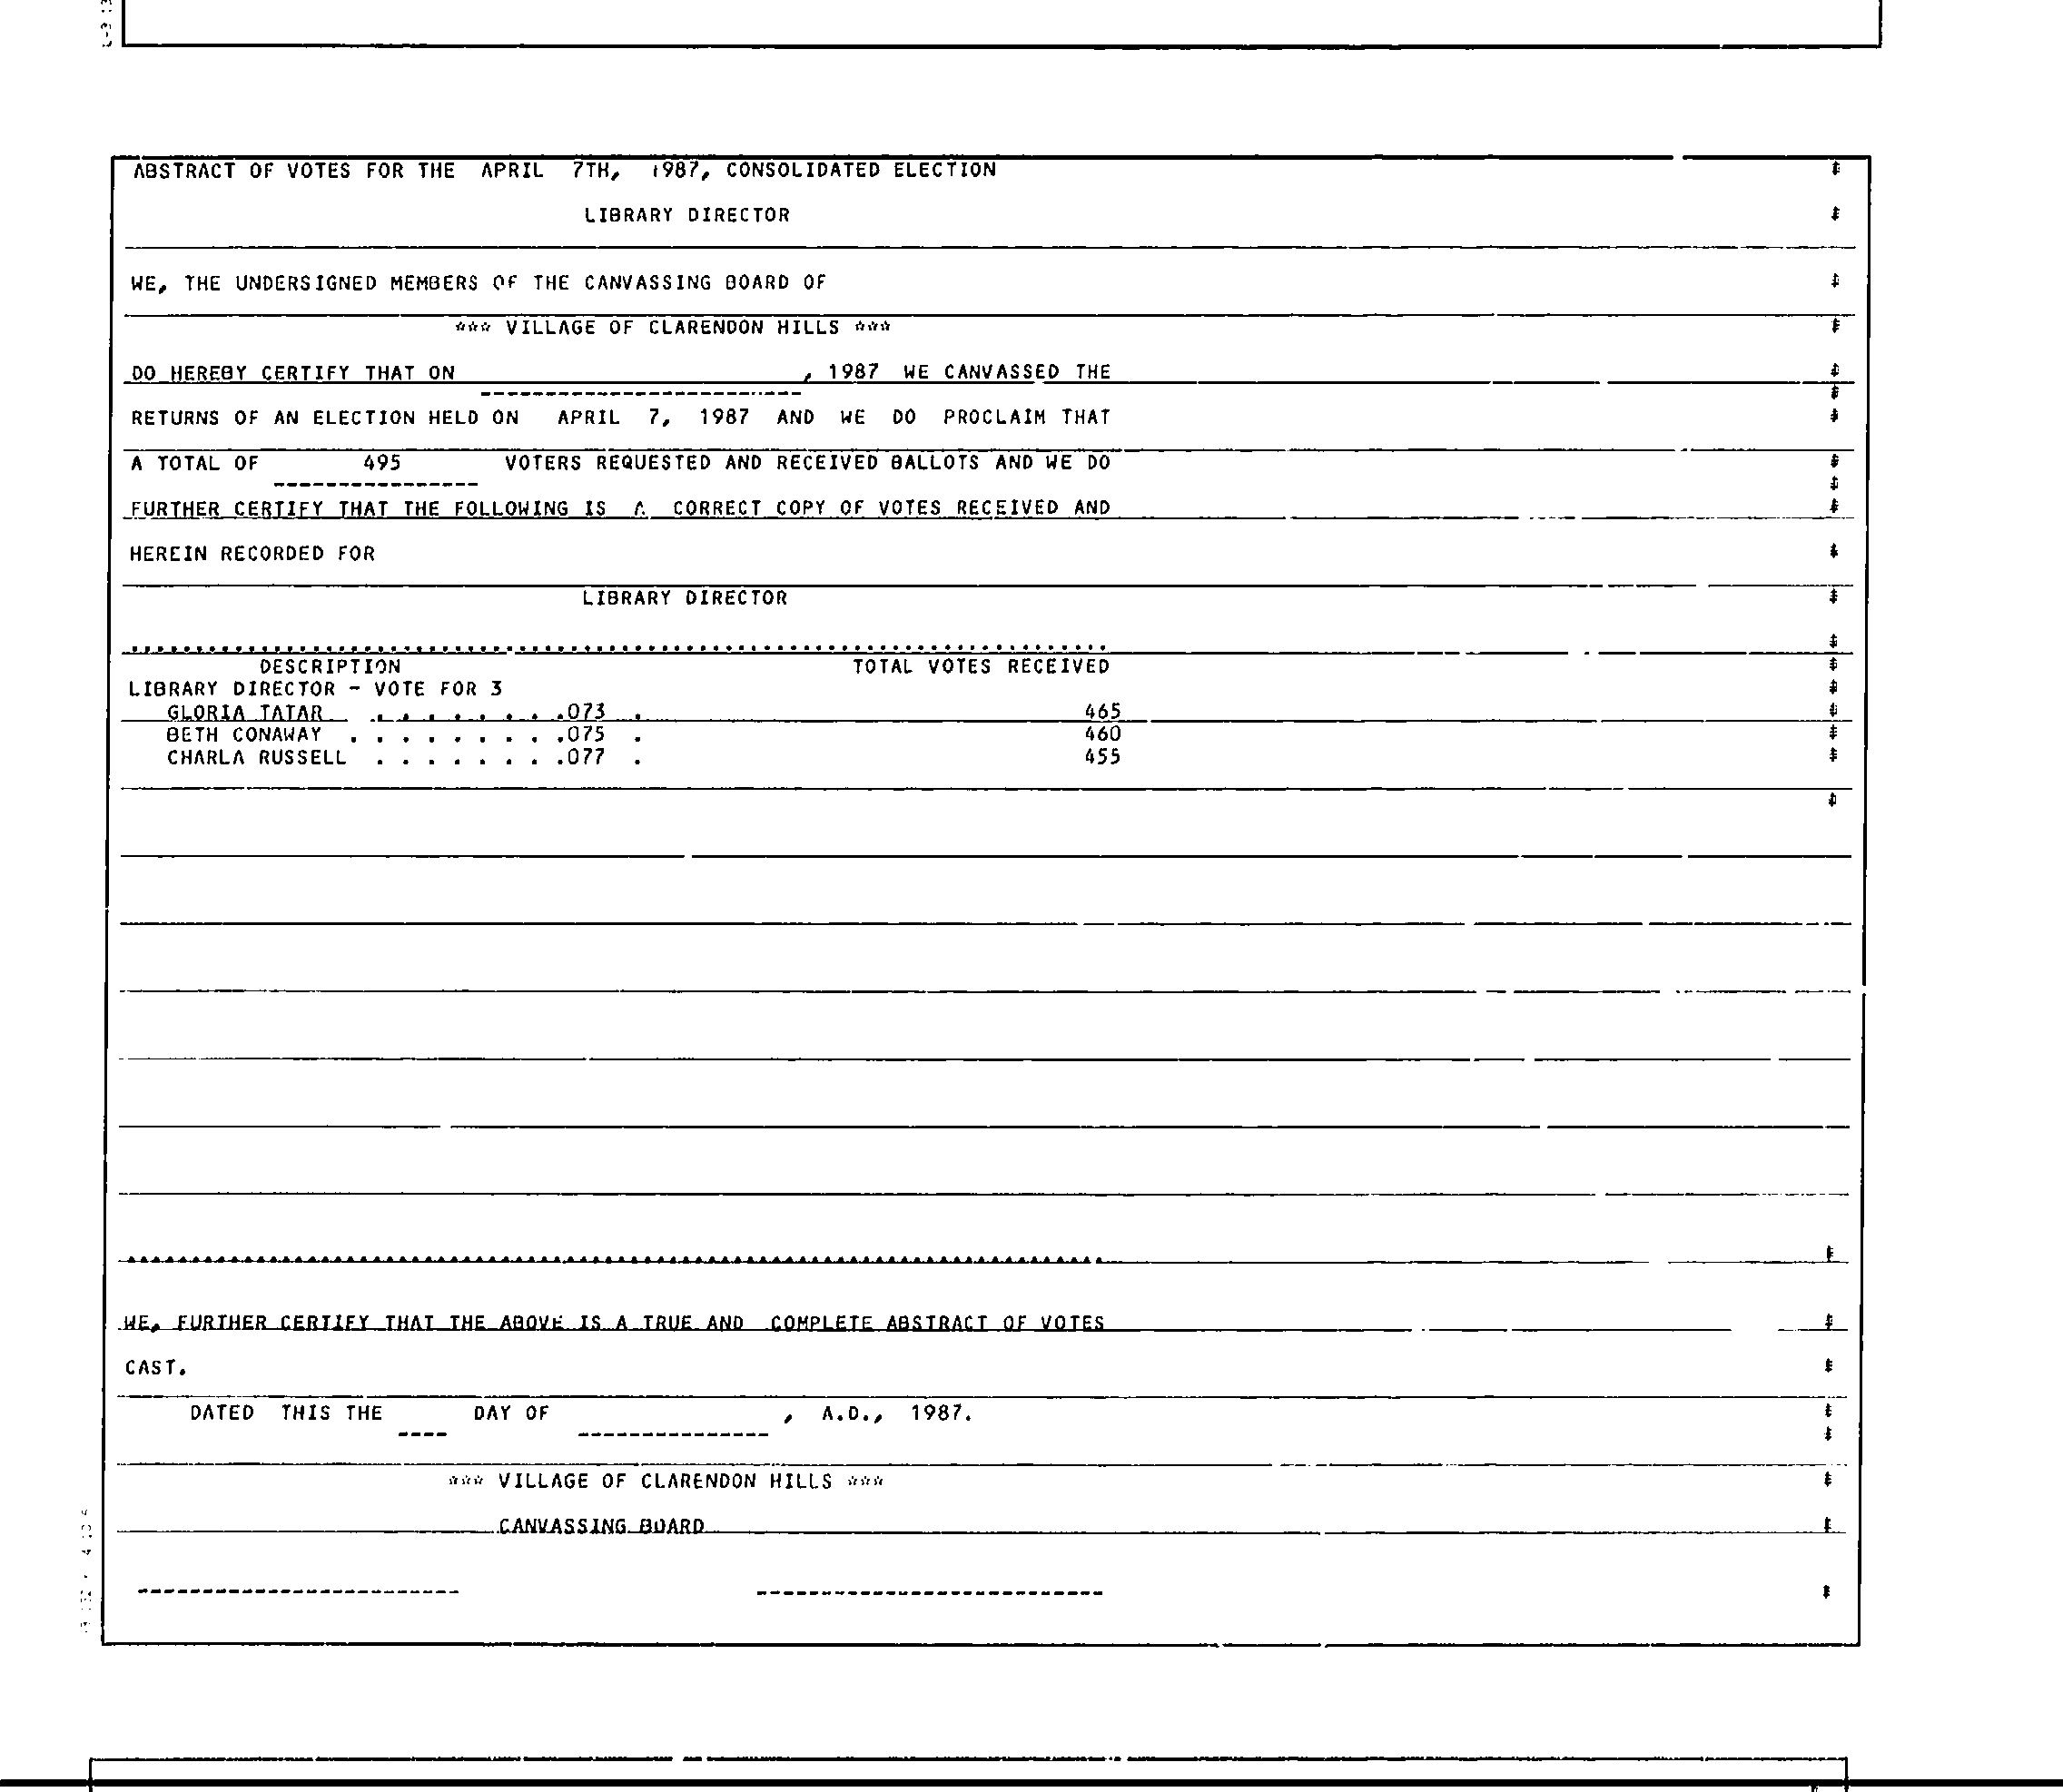 ABSTRACT OF VOTES FOR THE APRIL 7TH, 1987, CONSOLIDATED ELECTION
LIBRARY DIRECTOR
WE, THE UNDERSIGNED MEMBERS OF THE CANVASSING BOARD OF
*** VILLAGE OF CLARENDON HILLS ***
DO HEREBY CERTIFY THAT ON , 1987 WE CANVASSED THE
RETURNS OF AN ELECTION HELD ON APRIL 7, 1987 AND WE DO PROCLAIM THAT
A TOTAL OF 495 VOTERS REQUESTED AND RECEIVED BALLOTS AND WE DO
FURTHER CERTIFY THAT THE FOLLOWING IS A CORRECT COPY OF VOTES RECEIVED AND
HEREIN RECORDED FOR
LIBRARY DIRECTOR
DESCRIPTION TOTAL VOTES RECEIVED
LIBRARY DIRECTOR - VOTE FOR 3
GLORIA TATAR . . . . . . . .073 . 465
BETH CONAWAY . . . . . . . . .075 . 460
CHARLA RUSSELL . . . . . . . .077 . 455
WE, FURTHER CERTIFY THAT THE ABOVE IS A TRUE AND COMPLETE ABSTRACT OF VOTES
CAST.
DATED THIS THE ---- DAY OF --------------- , A.D., 1987.
*** VILLAGE OF CLARENDON HILLS ***
CANVASSING BOARD